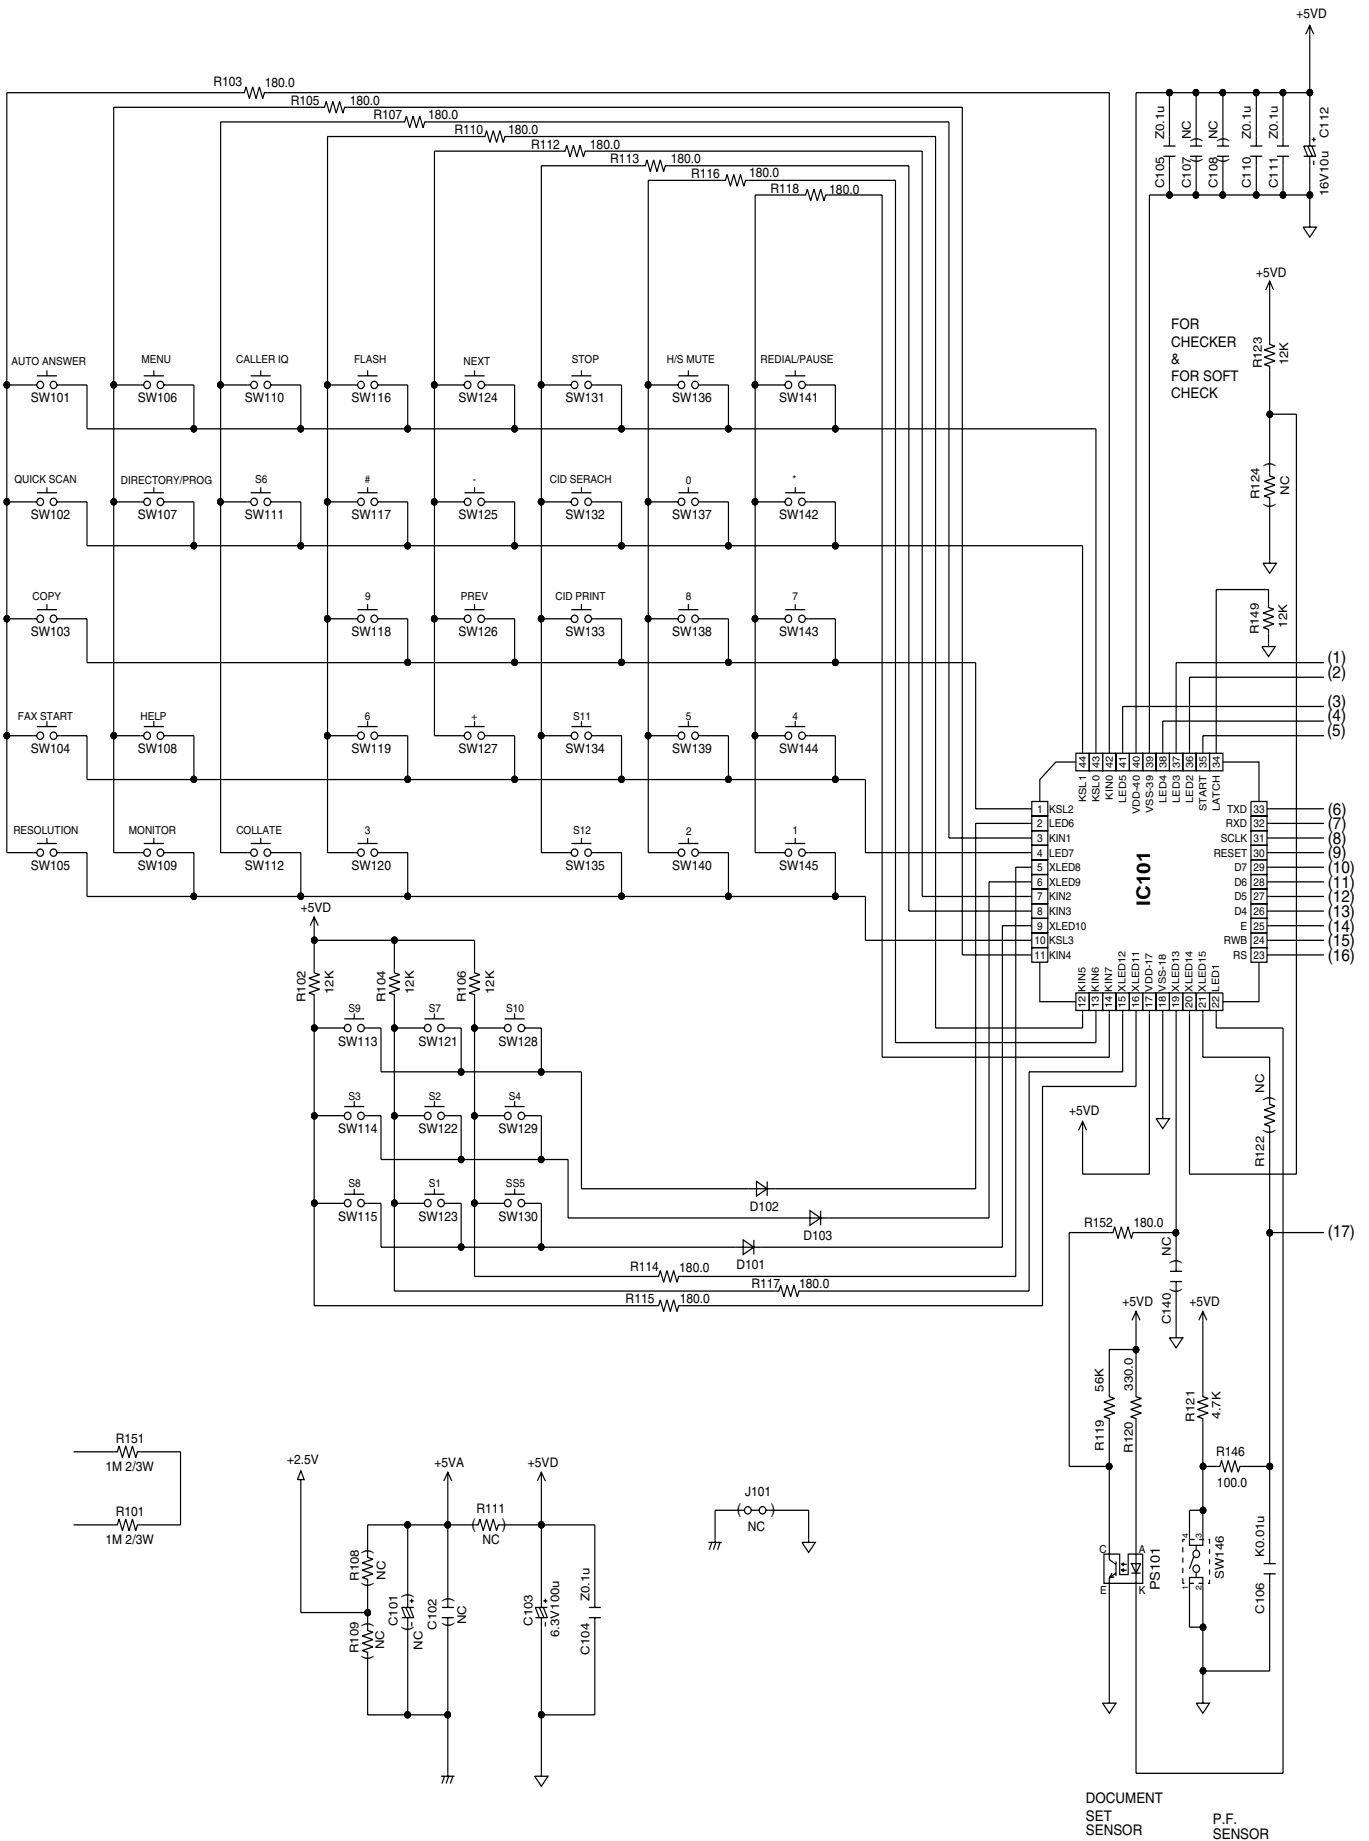 +5VD
R103 180.0
R105 180.0
R107 180.0
R110 180.0
R112 180.0
R113 180.0
R116 180.0
R118 180.0
C105 Z0.1u
C107 NC
C108 NC
C110 Z0.1u
C111 Z0.1u
16V10u C112
- +
+5VD
FOR
CHECKER
&
FOR SOFT
CHECK
R123
12K
R124
NC
R149
12K
AUTO ANSWER MENU CALLER IQ FLASH NEXT STOP H/S MUTE REDIAL/PAUSE
SW101 SW106 SW110 SW116 SW124 SW131 SW136 SW141
QUICK SCAN DIRECTORY/PROG S6 # - CID SERACH 0 *
SW102 SW107 SW111 SW117 SW125 SW132 SW137 SW142
COPY 9 PREV CID PRINT 8 7
SW103 SW118 SW126 SW133 SW138 SW143
FAX START HELP 6 + S11 5 4
SW104 SW108 SW119 SW127 SW134 SW139 SW144
RESOLUTION MONITOR COLLATE 3 S12 2 1
SW105 SW109 SW112 SW120 SW135 SW140 SW145
(1)
(2)
(3)
(4)
(5)
44 43 42 41 40 39 38 37 36 35 34
KSL1 KSL0 KIN0 LED5 VDD-40 VSS-39 LED4 LED3 LED2 START LATCH
1 KSL2
2 LED6
3 KIN1
4 LED7
5 XLED8
6 XLED9
7 KIN2
8 KIN3
9 XLED10
10 KSL3
11 KIN4
IC101
TXD 33 (6)
RXD 32 (7)
SCLK 31 (8)
RESET 30 (9)
D7 29 (10)
D6 28 (11)
D5 27 (12)
D4 26 (13)
E 25 (14)
RWB 24 (15)
RS 23 (16)
KIN5 KIN6 KIN7 XLED12 XLED11 VDD-17 VSS-18 XLED13 XLED14 XLED15 LED1
12 13 14 15 16 17 18 19 20 21 22
+5VD
R102 12K
R104 12K
R106 12K
S9 S7 S10
SW113 SW121 SW128
S3 S2 S4
SW114 SW122 SW129
S8 S1 SS5
SW115 SW123 SW130
D102
D103
D101
R114 180.0
R117 180.0
R115 180.0
+5VD
R122 NC
R152 180.0
(17)
NC
C140
+5VD +5VD
R119 56K
R120 330.0
R121
4.7K
R146
100.0
C A
E K
PS101
4 3
1 2
SW146
C106 K0.01u
R151
1M 2/3W
R101
1M 2/3W
+2.5V +5VA +5VD
R111
NC
R108
NC
R109
NC
C101
- +
NC
C102
NC
C103
- +
6.3V100u
C104 Z0.1u
J101
NC
DOCUMENT
SET
SENSOR
P.F.
SENSOR